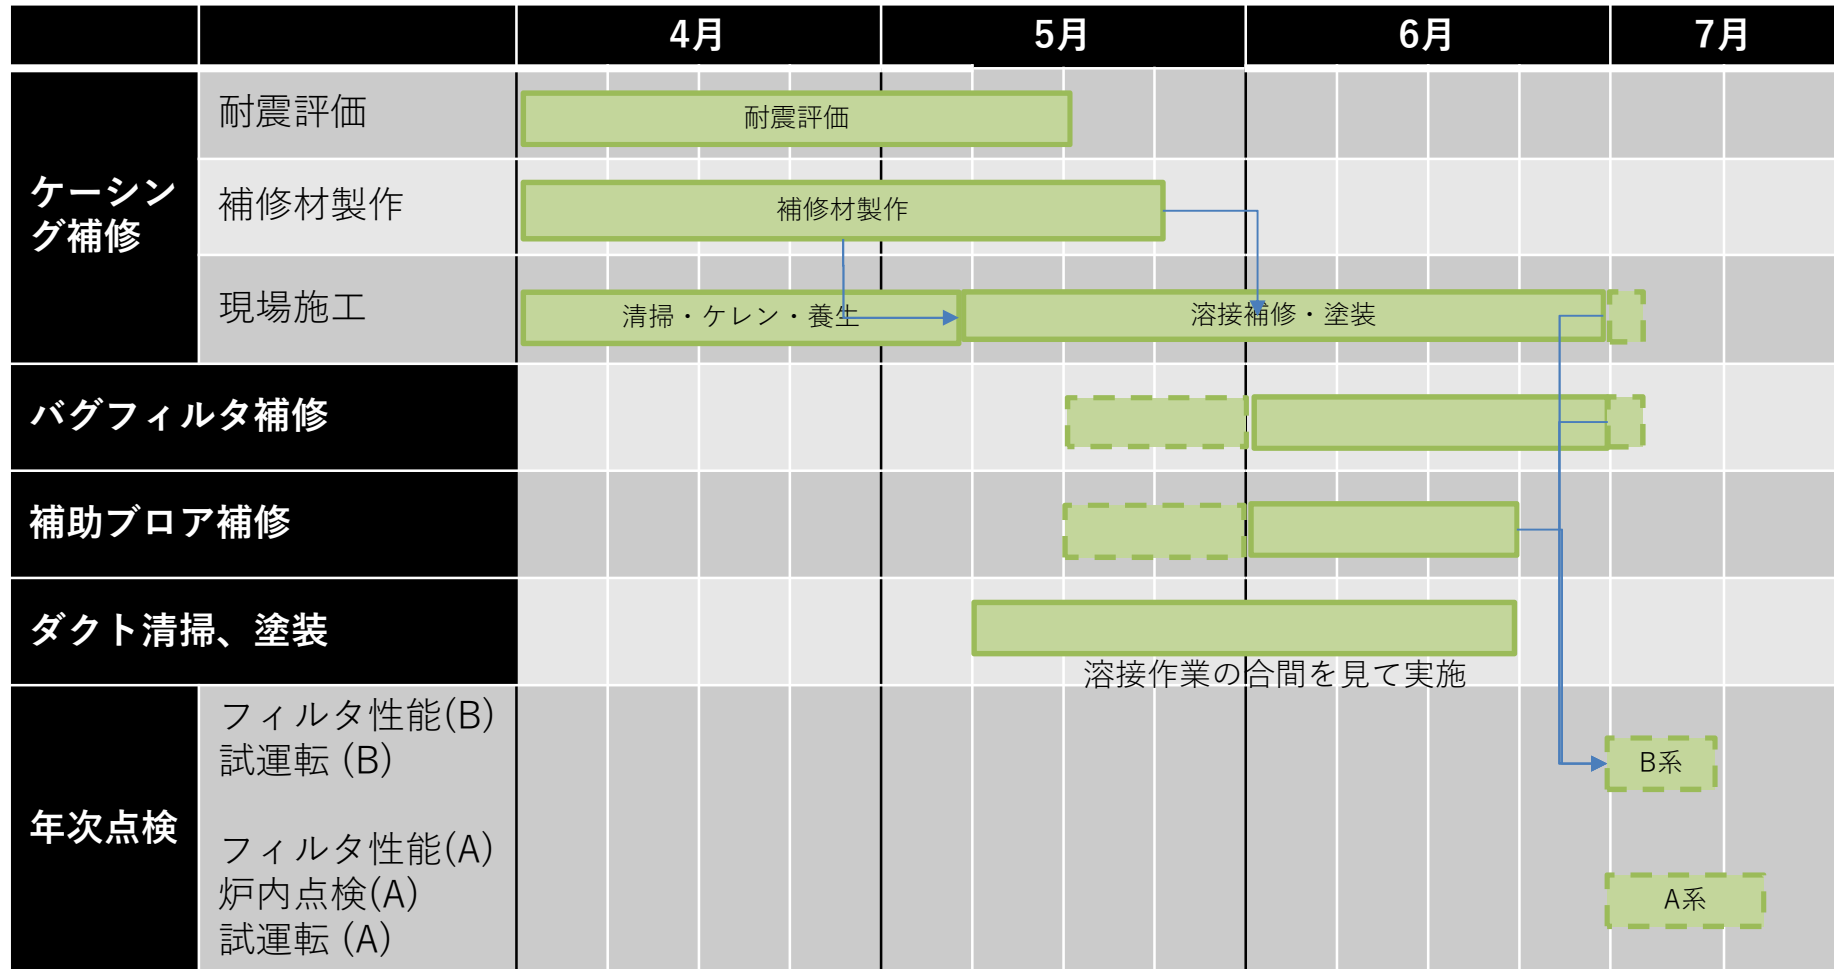 4月 5月 6月 7月
ケーシン
グ補修
耐震評価
耐震評価
補修材製作
補修材製作
現場施工
清掃・ケレン・養生
溶接補修・塗装
バグフィルタ補修
補助ブロア補修
ダクト清掃、塗装
溶接作業の合間を見て実施
年次点検
フィルタ性能(B)
試運転 (B)
B系
フィルタ性能(A)
炉内点検(A)
試運転 (A)
A系